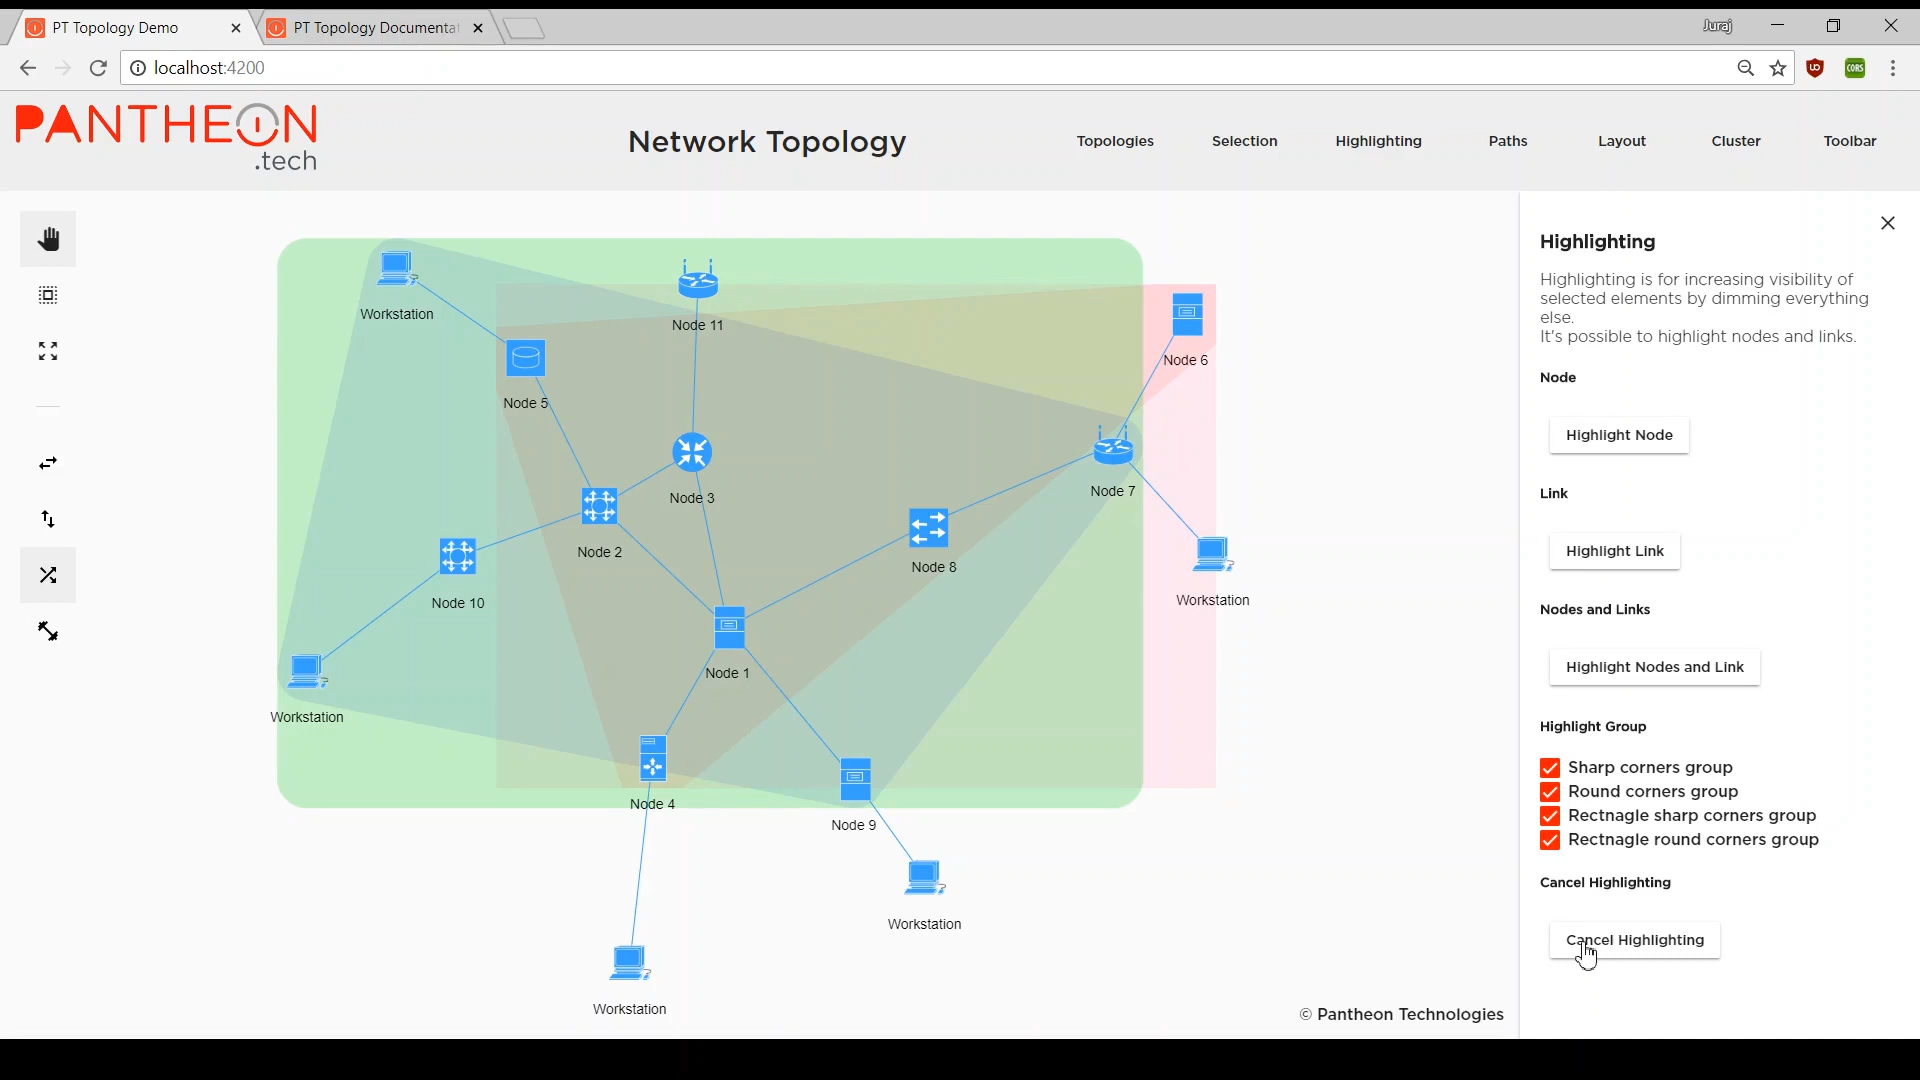 PT Topology Demo
PT Topology Documentat
Juraj
localhost:4200
CORS
PANTHEON
.tech
Network Topology
Topologies
Selection
Highlighting
Paths
Layout
Cluster
Toolbar
Workstation
Node 11
Node 6
Node 5
Node 7
Node 3
Node 2
Node 8
Workstation
Node 10
Node 1
Workstation
Node 4
Node 9
Workstation
Workstation
© Pantheon Technologies
Highlighting
Highlighting is for increasing visibility of
selected elements by dimming everything
else.
It's possible to highlight nodes and links.
Node
Highlight Node
Link
Highlight Link
Nodes and Links
Highlight Nodes and Link
Highlight Group
Sharp corners group
Round corners group
Rectnagle sharp corners group
Rectnagle round corners group
Cancel Highlighting
Cancel Highlighting